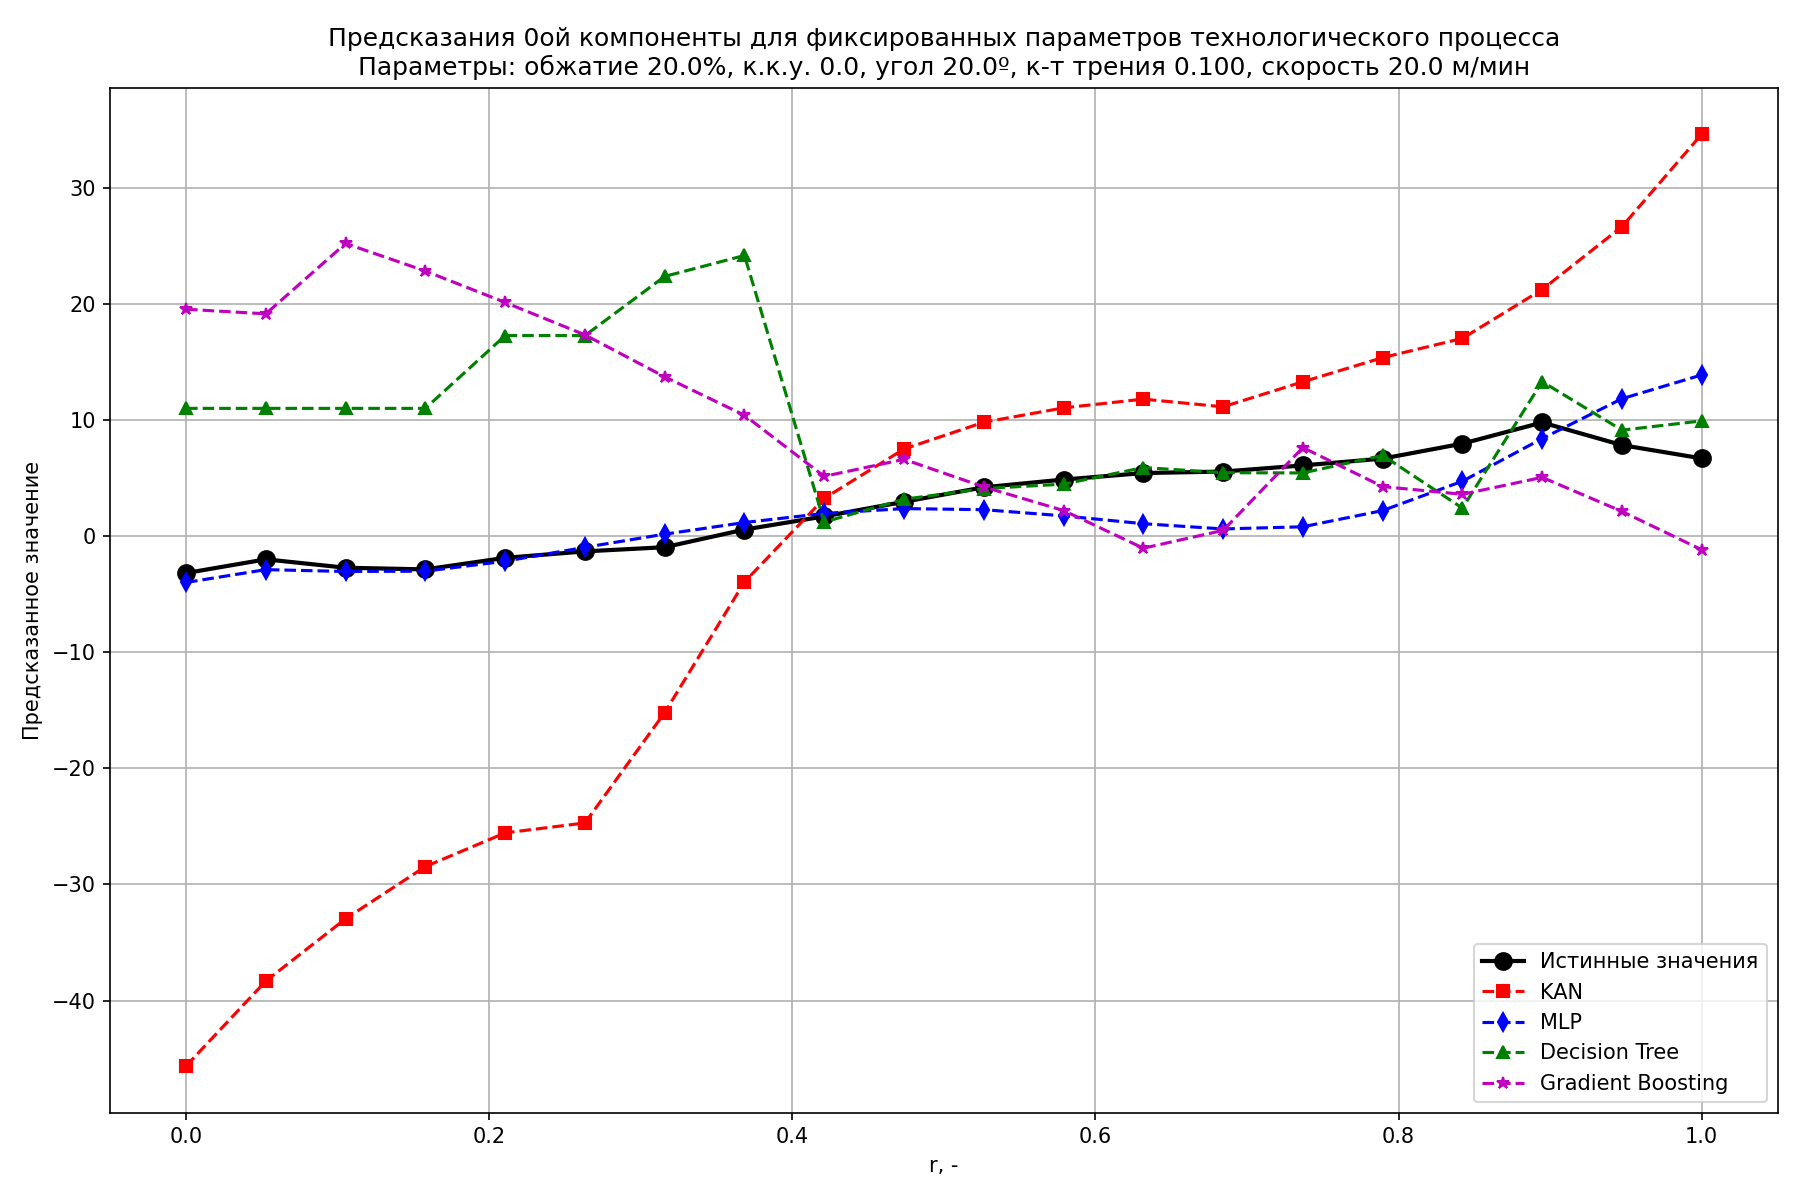 Предсказания 0ой компоненты для фиксированных параметров технологического процесса
Параметры: обжатие 20.0%, к.к.у. 0.0, угол 20.0º, к-т трения 0.100, скорость 20.0 м/мин
Предсказанное значение
30
20
10
0
−10
−20
−30
−40
0.0
0.2
0.4
0.6
0.8
1.0
r, -
Истинные значения
KAN
MLP
Decision Tree
Gradient Boosting